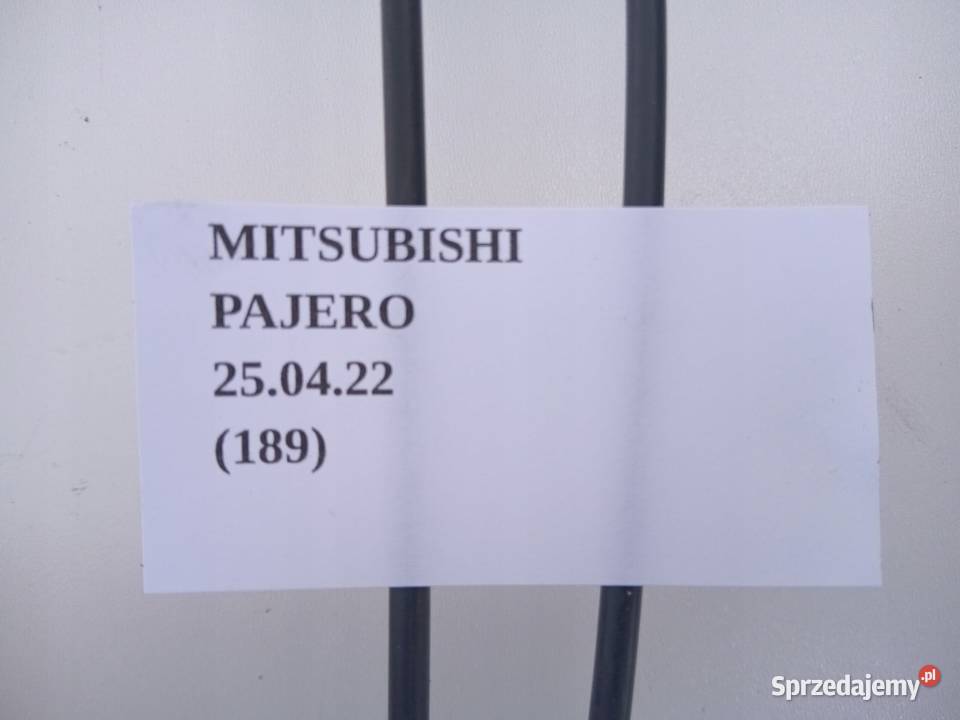 MITSUBISHI
PAJERO
25.04.22
(189)
Sprzedajemy.pl